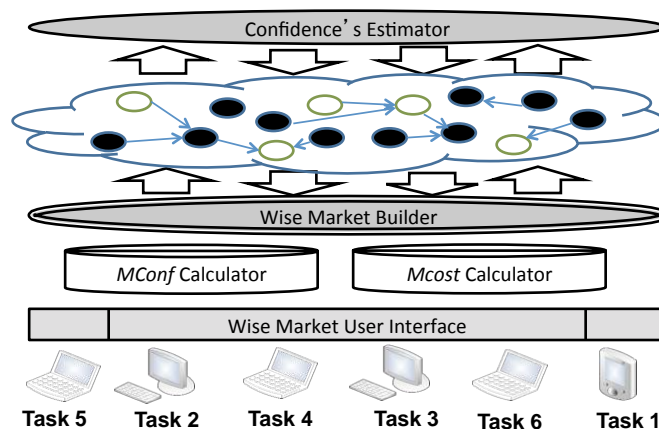 Confidence's Estimator
Wise Market Builder
MConf Calculator
Mcost Calculator
Wise Market User Interface
Task 5
Task 2
Task 4
Task 3
Task 6
Task 1